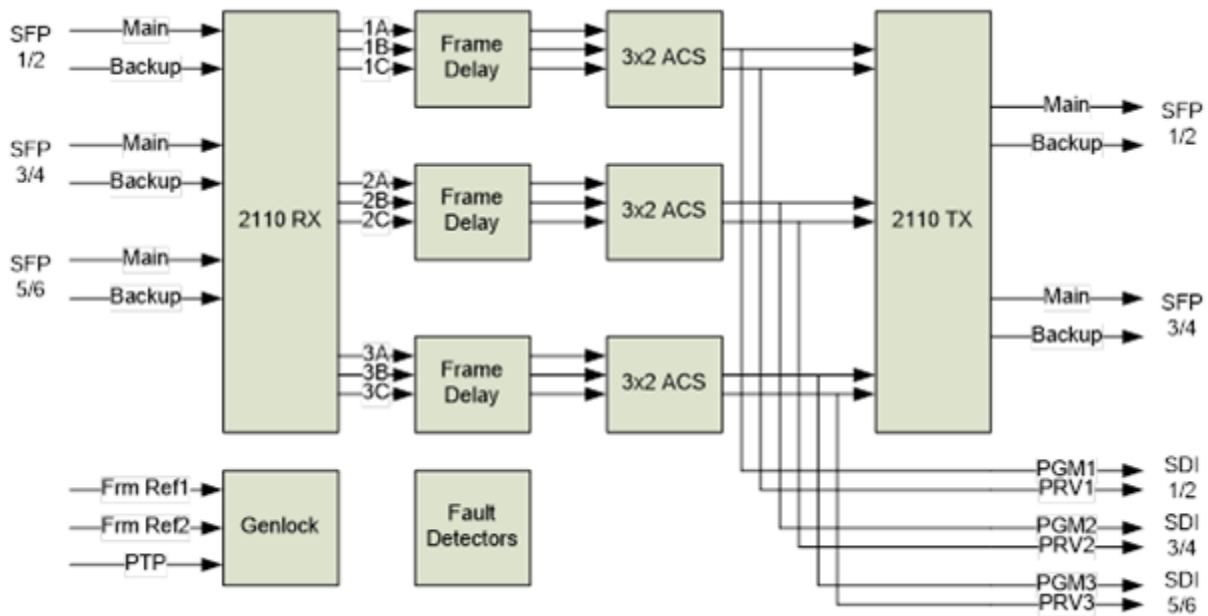 SFP
1/2
Main
Backup
SFP
3/4
Main
Backup
SFP
5/6
Main
Backup
2110 RX
1A
1B
1C
Frame
Delay
3x2 ACS
2A
2B
2C
Frame
Delay
3x2 ACS
3A
3B
3C
Frame
Delay
3x2 ACS
2110 TX
Main
Backup
SFP
1/2
Main
Backup
SFP
3/4
Frm Ref1
Frm Ref2
PTP
Genlock
Fault
Detectors
PGM1
PRV1
SDI
1/2
PGM2
PRV2
SDI
3/4
PGM3
PRV3
SDI
5/6